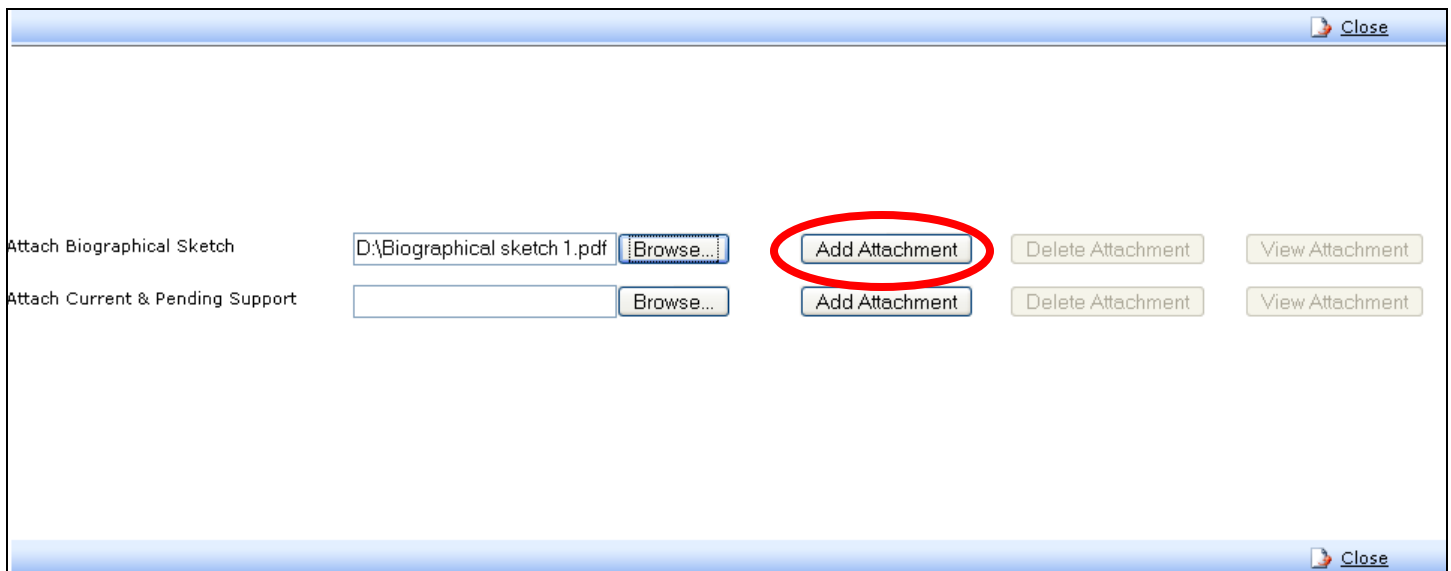 Close
Attach Biographical Sketch D:\Biographical sketch 1.pdf Browse... Add Attachment Delete Attachment View Attachment
Attach Current & Pending Support Browse... Add Attachment Delete Attachment View Attachment
Close